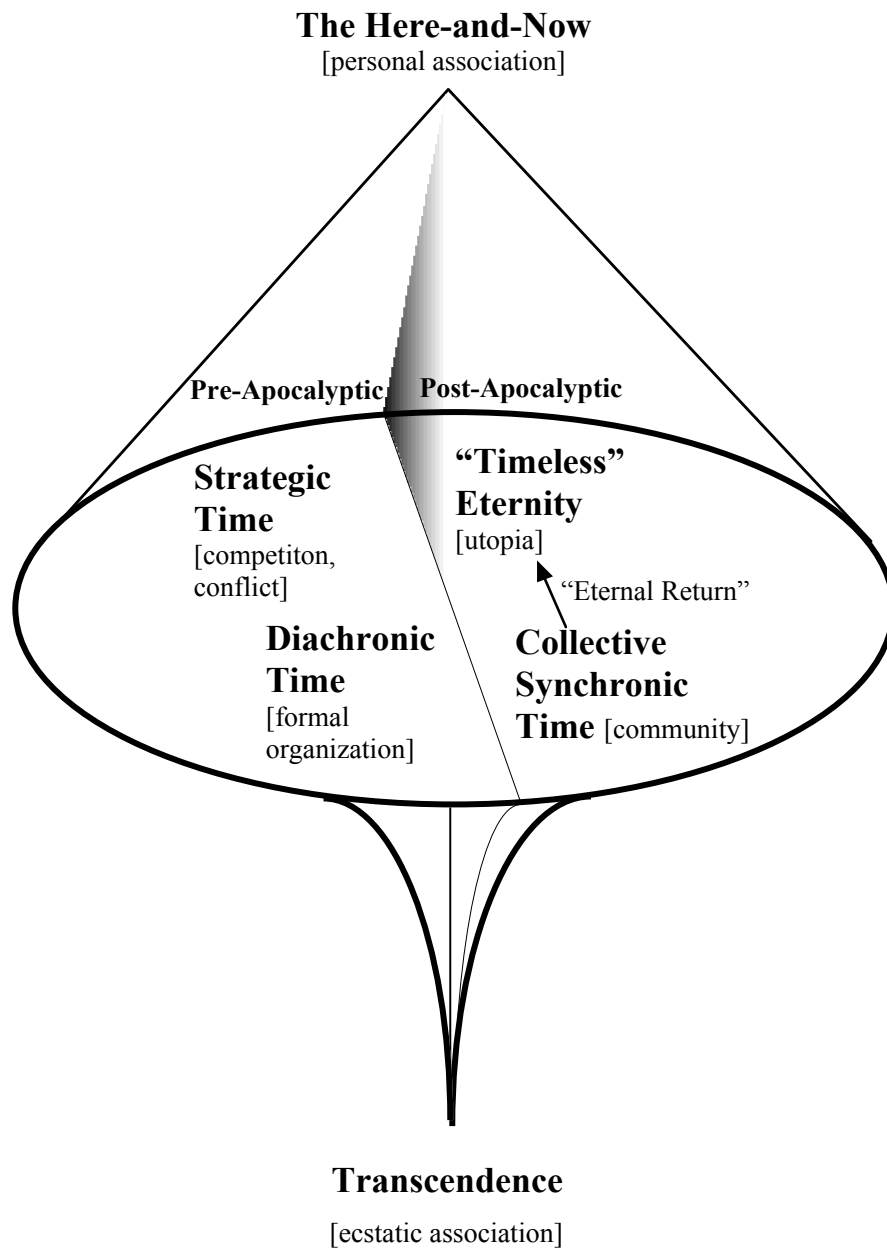 The Here-and-Now
[personal association]
Pre-Apocalyptic
Post-Apocalyptic
Strategic
Time
[competiton,
conflict]
“Timeless”
Eternity
[utopia]
“Eternal Return”
Diachronic
Time
[formal
organization]
Collective
Synchronic
Time [community]
Transcendence
[ecstatic association]